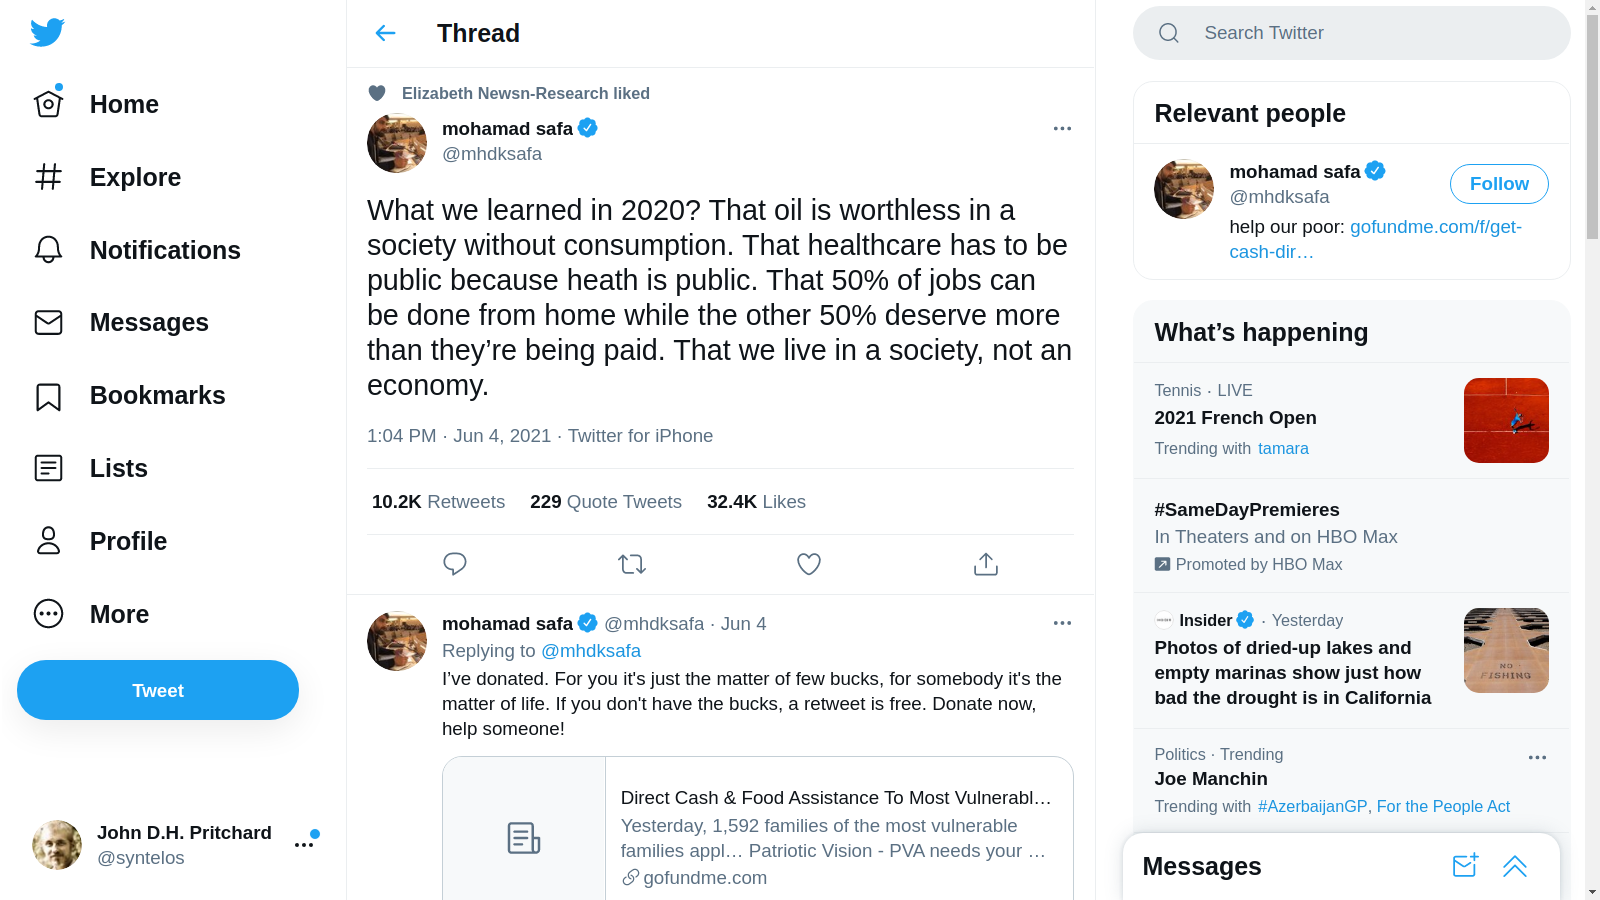 Home
Explore
Notifications
Messages
Bookmarks
Lists
Profile
More
Tweet
John D.H. Pritchard
@syntelos
Thread
Elizabeth Newsn-Research liked
mohamad safa
@mhdksafa
What we learned in 2020? That oil is worthless in a
society without consumption. That healthcare has to be
public because heath is public. That 50% of jobs can
be done from home while the other 50% deserve more
than they’re being paid. That we live in a society, not an
economy.
1:04 PM · Jun 4, 2021 · Twitter for iPhone
10.2K Retweets 229 Quote Tweets 32.4K Likes
mohamad safa @mhdksafa · Jun 4
Replying to @mhdksafa
I’ve donated. For you it's just the matter of few bucks, for somebody it's the
matter of life. If you don't have the bucks, a retweet is free. Donate now,
help someone!
Direct Cash & Food Assistance To Most Vulnerabl…
Yesterday, 1,592 families of the most vulnerable
families appl… Patriotic Vision - PVA needs your …
gofundme.com
Search Twitter
Relevant people
mohamad safa
@mhdksafa
Follow
help our poor: gofundme.com/f/get-
cash-dir…
What’s happening
Tennis · LIVE
2021 French Open
Trending with tamara
#SameDayPremieres
In Theaters and on HBO Max
Promoted by HBO Max
Insider · Yesterday
Photos of dried-up lakes and
empty marinas show just how
bad the drought is in California
NO
FISHING
Politics · Trending
Joe Manchin
Trending with #AzerbaijanGP, For the People Act
Messages